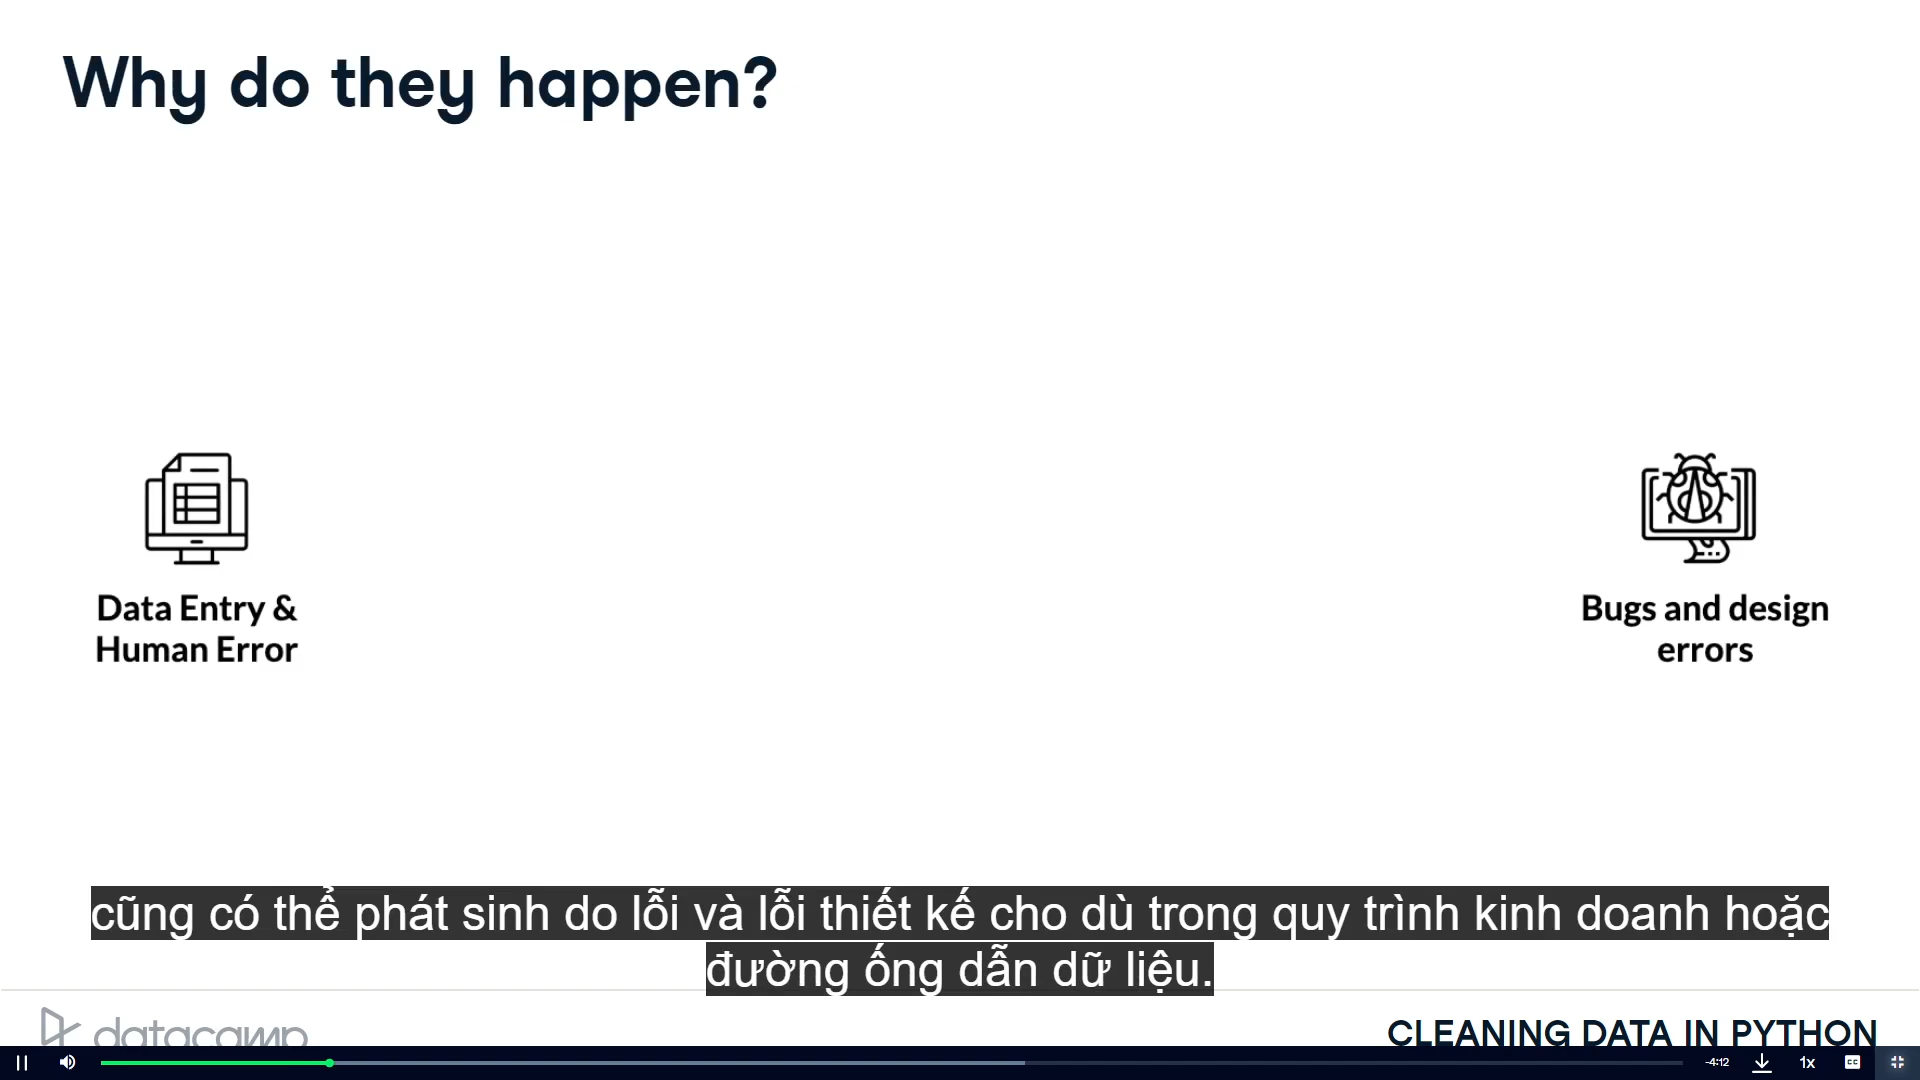 Why do they happen?
Data Entry &
Human Error
Bugs and design
errors
cũng có thể phát sinh do lỗi và lỗi thiết kế cho dù trong quy trình kinh doanh hoặc
đường ống dẫn dữ liệu.
datacamp
CLEANING DATA IN PYTHON
-4:12
1x
CC